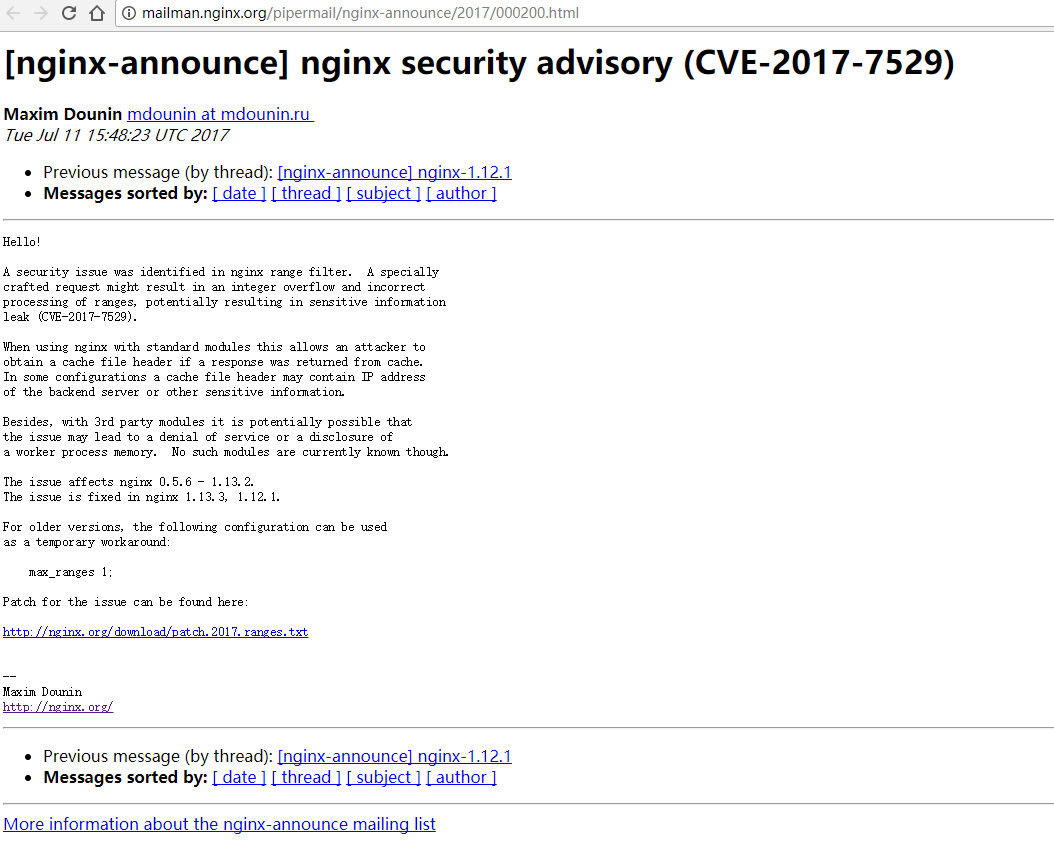 mailman.nginx.org/pipermail/nginx-announce/2017/000200.html
[nginx-announce] nginx security advisory (CVE-2017-7529)
Maxim Dounin mdounin at mdounin.ru
Tue Jul 11 15:48:23 UTC 2017
• Previous message (by thread): [nginx-announce] nginx-1.12.1
• Messages sorted by: [ date ] [ thread ] [ subject ] [ author ]
Hello!
A security issue was identified in nginx range filter.  A specially
crafted request might result in an integer overflow and incorrect
processing of ranges, potentially resulting in sensitive information
leak (CVE-2017-7529).
When using nginx with standard modules this allows an attacker to
obtain a cache file header if a response was returned from cache.
In some configurations a cache file header may contain IP address
of the backend server or other sensitive information.
Besides, with 3rd party modules it is potentially possible that
the issue may lead to a denial of service or a disclosure of
a worker process memory.  No such modules are currently known though.
The issue affects nginx 0.5.6 - 1.13.2.
The issue is fixed in nginx 1.13.3, 1.12.1.
For older versions, the following configuration can be used
as a temporary workaround:
max_ranges 1;
Patch for the issue can be found here:
http://nginx.org/download/patch.2017.ranges.txt
--
Maxim Dounin
http://nginx.org/
• Previous message (by thread): [nginx-announce] nginx-1.12.1
• Messages sorted by: [ date ] [ thread ] [ subject ] [ author ]
More information about the nginx-announce mailing list